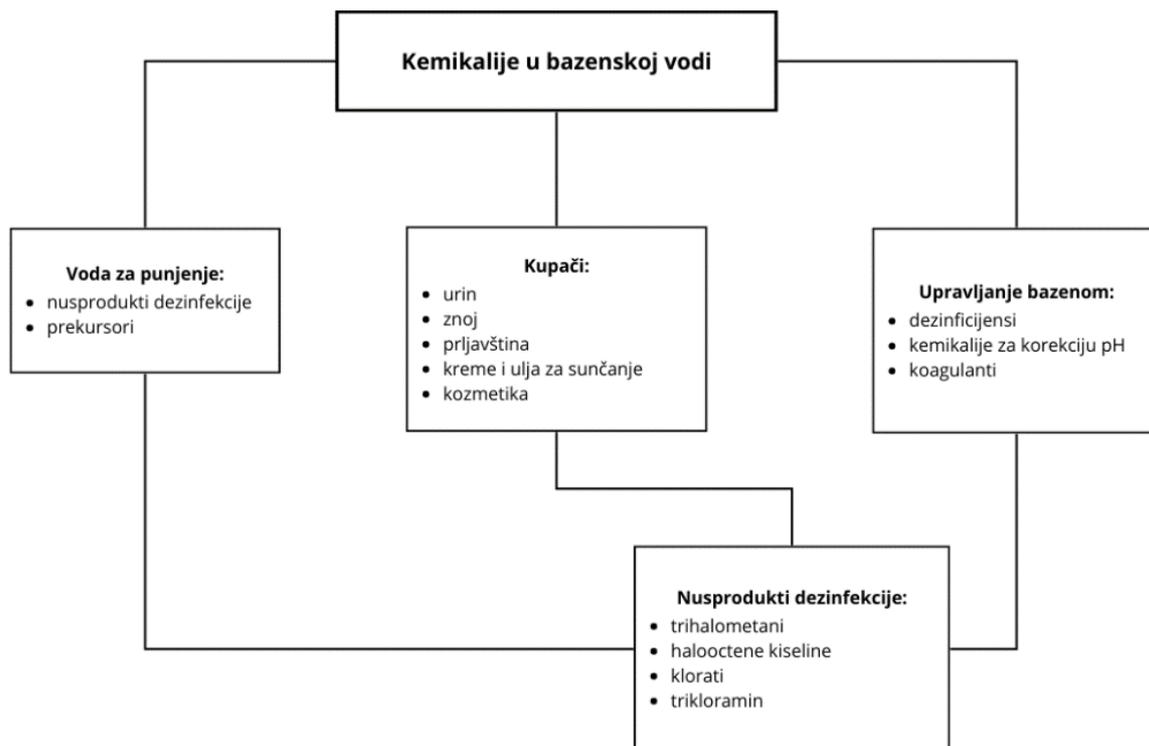 Kemikalije u bazenskoj vodi
Voda za punjenje:
• nusprodukti dezinfekcije
• prekursori
Kupači:
• urin
• znoj
• prljavština
• kreme i ulja za sunčanje
• kozmetika
Upravljanje bazenom:
• dezinficijensi
• kemikalije za korekciju pH
• koagulanti
Nusprodukti dezinfekcije:
• trihalometani
• halooctene kiseline
• klorati
• trikloramin